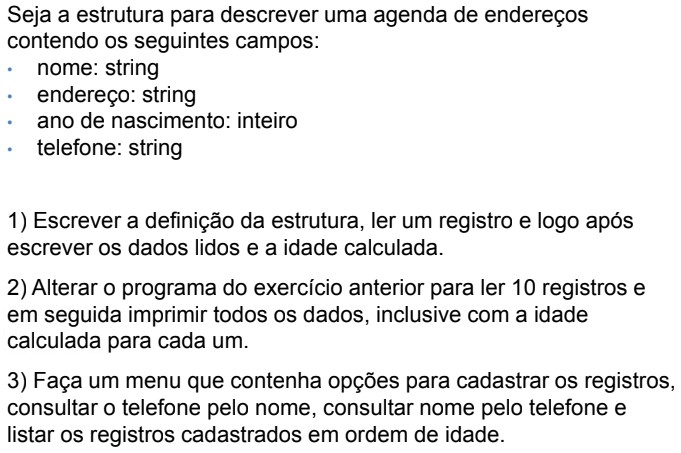 Seja a estrutura para descrever uma agenda de endereços
contendo os seguintes campos:
• nome: string
• endereço: string
• ano de nascimento: inteiro
• telefone: string
1) Escrever a definição da estrutura, ler um registro e logo após
escrever os dados lidos e a idade calculada.
2) Alterar o programa do exercício anterior para ler 10 registros e
em seguida imprimir todos os dados, inclusive com a idade
calculada para cada um.
3) Faça um menu que contenha opções para cadastrar os registros,
consultar o telefone pelo nome, consultar nome pelo telefone e
listar os registros cadastrados em ordem de idade.